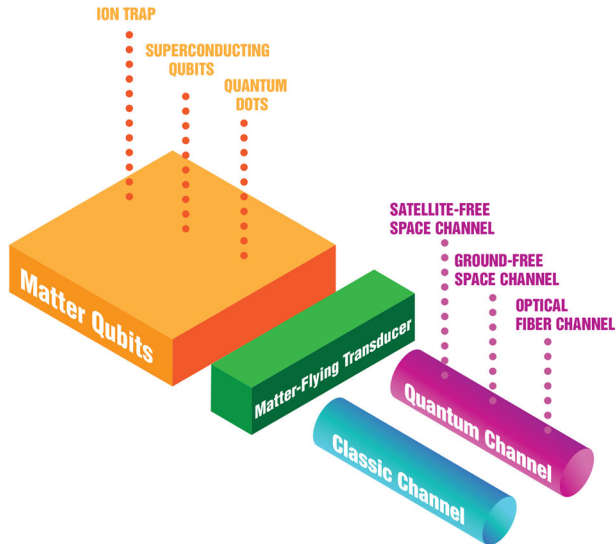 ION TRAP
SUPERCONDUCTING
QUBITS
QUANTUM
DOTS
SATELLITE-FREE
SPACE CHANNEL
GROUND-FREE
SPACE CHANNEL
OPTICAL
FIBER CHANNEL
Matter Qubits
Matter-Flying Transducer
Quantum Channel
Classic Channel